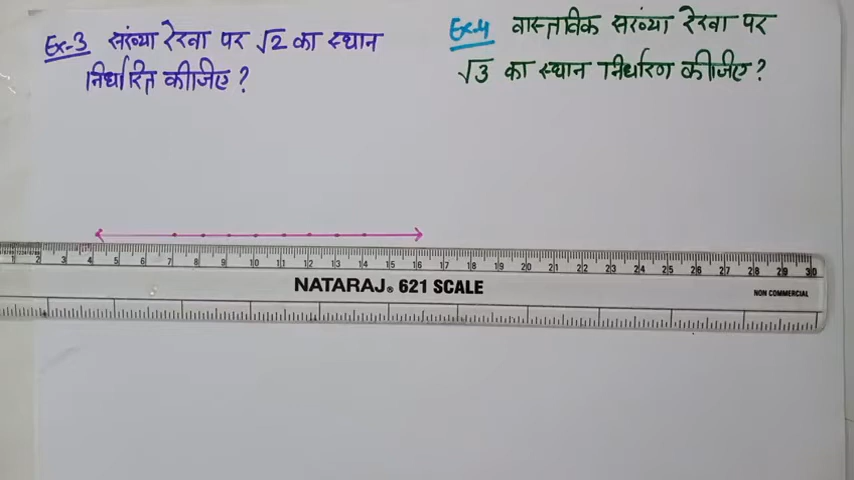 Ex-3 संख्या रेखा पर √2 का स्थान
निर्धारित कीजिए ?
Ex-4 वास्तविक संख्या रेखा पर
√3 का स्थान निर्धारण कीजिए ?
1 2 3 4 5 6 7 8 9 10 11 12 13 14 15 16 17 18 19 20 21 22 23 24 25 26 27 28 29 30
NATARAJ® 621 SCALE
NON COMMERCIAL